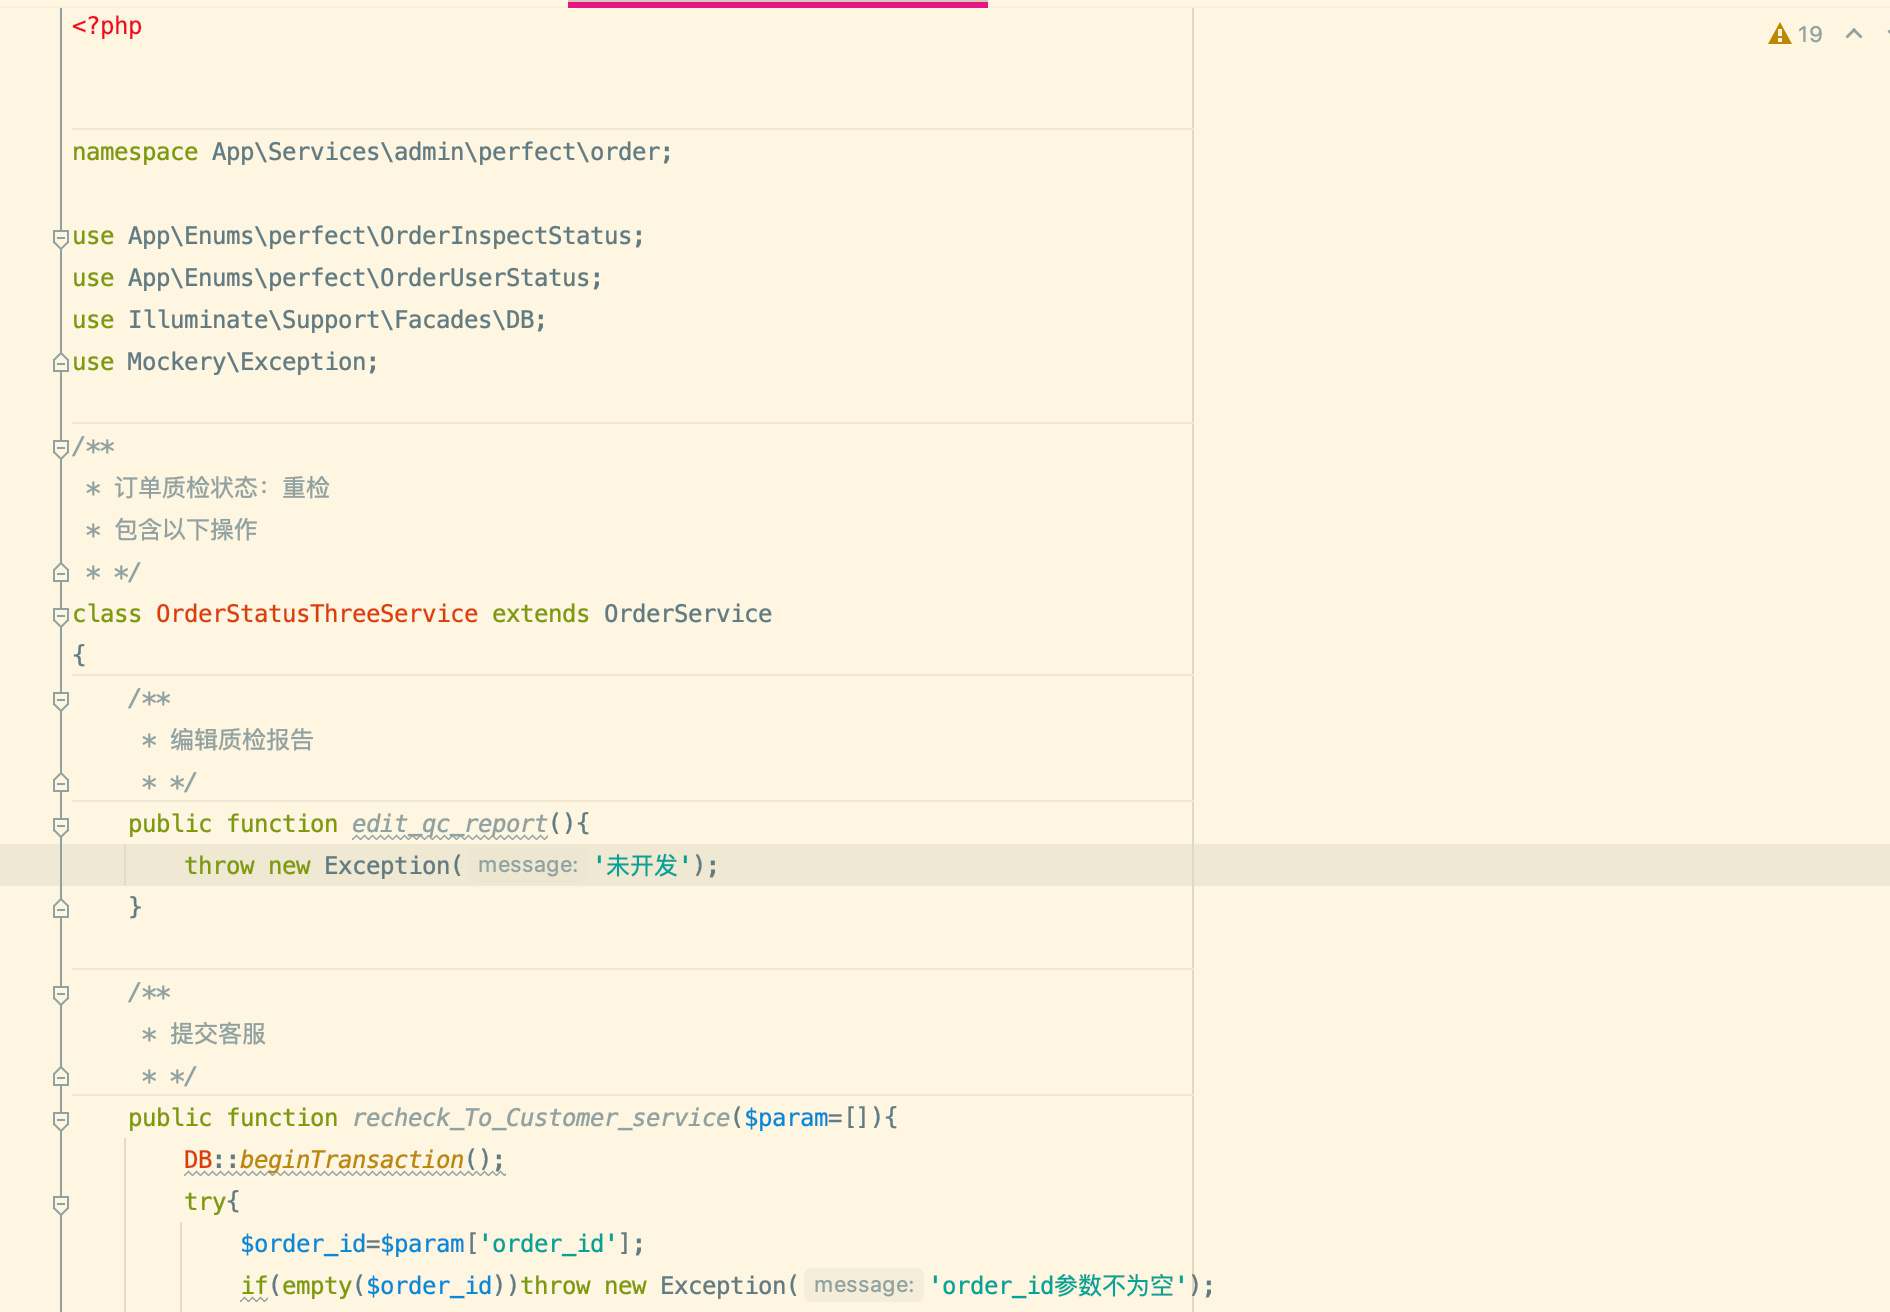 <?php
19
namespace App\Services\admin\perfect\order;
use App\Enums\perfect\OrderInspectStatus;
use App\Enums\perfect\OrderUserStatus;
use Illuminate\Support\Facades\DB;
use Mockery\Exception;
/**
 * 订单质检状态：重检
 * 包含以下操作
 * */
class OrderStatusThreeService extends OrderService
{
    /**
     * 编辑质检报告
     * */
    public function edit_qc_report(){
        throw new Exception( message: '未开发');
    }
    /**
     * 提交客服
     * */
    public function recheck_To_Customer_service($param=[]){
        DB::beginTransaction();
        try{
            $order_id=$param['order_id'];
            if(empty($order_id))throw new Exception( message: 'order_id参数不为空');